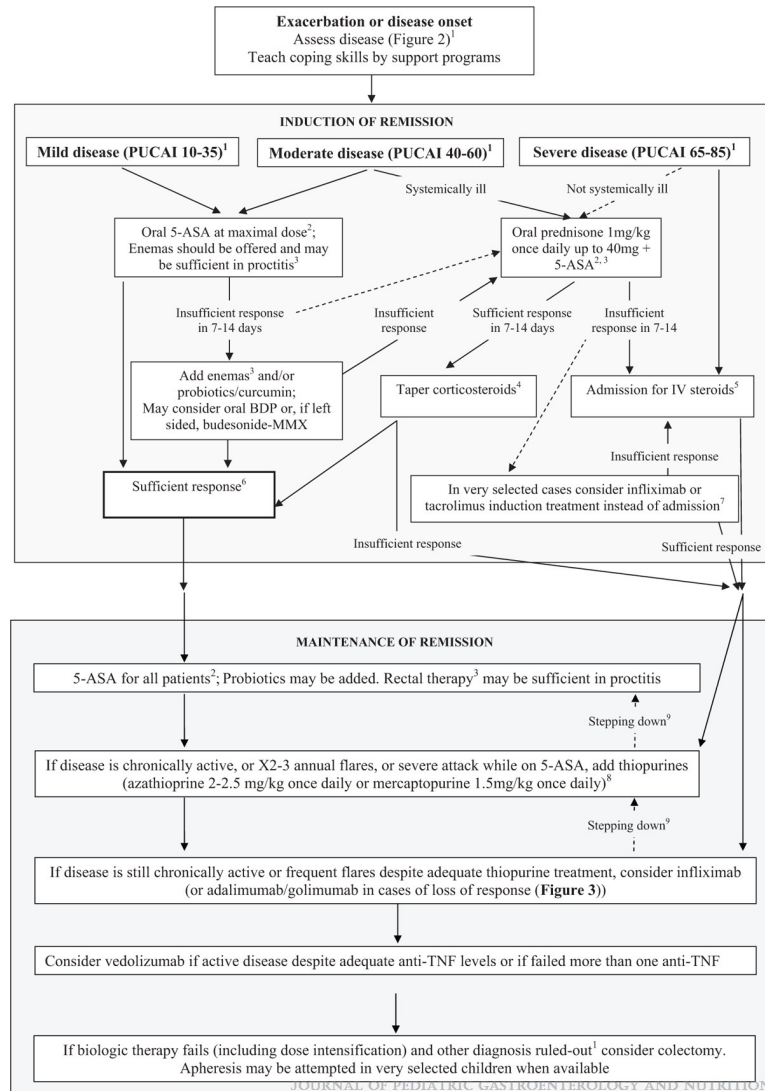 Exacerbation or disease onset
Assess disease (Figure 2)1
Teach coping skills by support programs
INDUCTION OF REMISSION
Mild disease (PUCAI 10-35)1
Moderate disease (PUCAI 40-60)1
Severe disease (PUCAI 65-85)1
Systemically ill
Not systemically ill
Oral 5-ASA at maximal dose2;
Enemas should be offered and may
be sufficient in proctitis3
Oral prednisone 1mg/kg
once daily up to 40mg +
5-ASA2, 3
Insufficient response
in 7-14 days
Insufficient
response
Sufficient response
in 7-14 days
Insufficient
response in 7-14
Add enemas3 and/or
probiotics/curcumin;
May consider oral BDP or, if left
sided, budesonide-MMX
Taper corticosteroids4
Admission for IV steroids5
Insufficient response
Sufficient response6
In very selected cases consider infliximab or
tacrolimus induction treatment instead of admission7
Insufficient response
Sufficient response
MAINTENANCE OF REMISSION
5-ASA for all patients2; Probiotics may be added. Rectal therapy3 may be sufficient in proctitis
Stepping down9
If disease is chronically active, or X2-3 annual flares, or severe attack while on 5-ASA, add thiopurines
(azathioprine 2-2.5 mg/kg once daily or mercaptopurine 1.5mg/kg once daily)8
Stepping down9
If disease is still chronically active or frequent flares despite adequate thiopurine treatment, consider infliximab
(or adalimumab/golimumab in cases of loss of response (Figure 3))
Consider vedolizumab if active disease despite adequate anti-TNF levels or if failed more than one anti-TNF
If biologic therapy fails (including dose intensification) and other diagnosis ruled-out1 consider colectomy.
Apheresis may be attempted in very selected children when available
JOURNAL OF PEDIATRIC GASTROENTEROLOGY AND NUTRITION